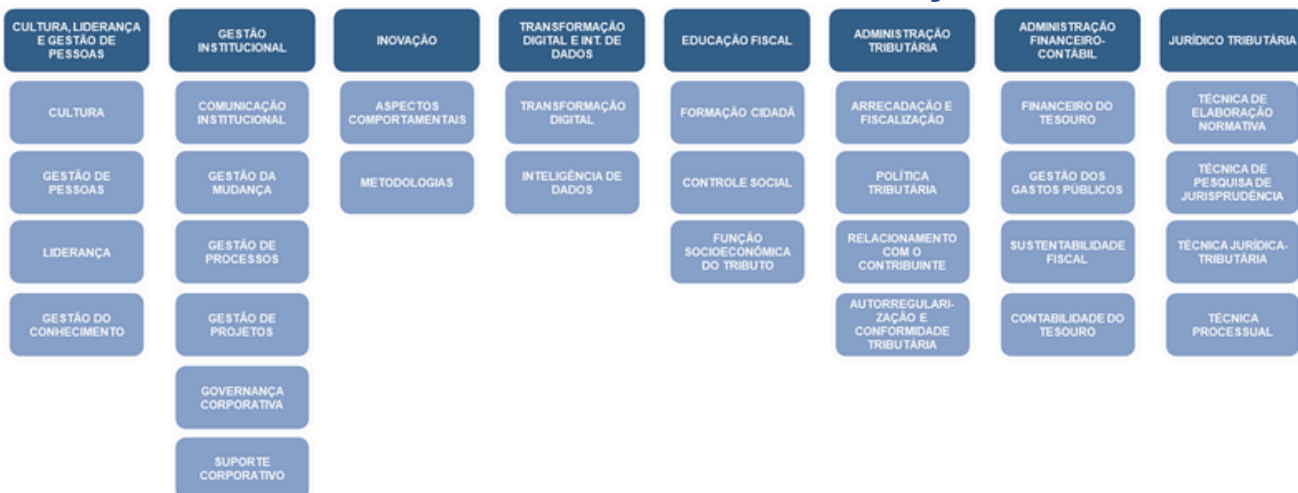 CULTURA, LIDERANÇA
E GESTÃO DE
PESSOAS
CULTURA
GESTÃO DE
PESSOAS
LIDERANÇA
GESTÃO DO
CONHECIMENTO
GESTÃO
INSTITUCIONAL
COMUNICAÇÃO
INSTITUCIONAL
GESTÃO DA
MUDANÇA
GESTÃO DE
PROCESSOS
GESTÃO DE
PROJETOS
GOVERNANÇA
CORPORATIVA
SUPORTE
CORPORATIVO
INOVAÇÃO
ASPECTOS
COMPORTAMENTAIS
METODOLOGIAS
TRANSFORMAÇÃO
DIGITAL E INT. DE
DADOS
TRANSFORMAÇÃO
DIGITAL
INTELIGÊNCIA DE
DADOS
EDUCAÇÃO FISCAL
FORMAÇÃO CIDADÃ
CONTROLE SOCIAL
FUNÇÃO
SOCIOECONÔMICA
DO TRIBUTO
ADMINISTRAÇÃO
TRIBUTÁRIA
ARRECADAÇÃO E
FISCALIZAÇÃO
POLÍTICA
TRIBUTÁRIA
RELACIONAMENTO
COM O
CONTRIBUINTE
AUTORREGULARI-
ZAÇÃO E
CONFORMIDADE
TRIBUTÁRIA
ADMINISTRAÇÃO
FINANCEIRO-
CONTÁBIL
FINANCEIRO DO
TESOURO
GESTÃO DOS
GASTOS PÚBLICOS
SUSTENTABILIDADE
FISCAL
CONTABILIDADE DO
TESOURO
JURÍDICO TRIBUTÁRIA
TÉCNICA DE
ELABORAÇÃO
NORMATIVA
TÉCNICA DE
PESQUISA DE
JURISPRUDÊNCIA
TÉCNICA JURÍDICA-
TRIBUTÁRIA
TÉCNICA
PROCESSUAL